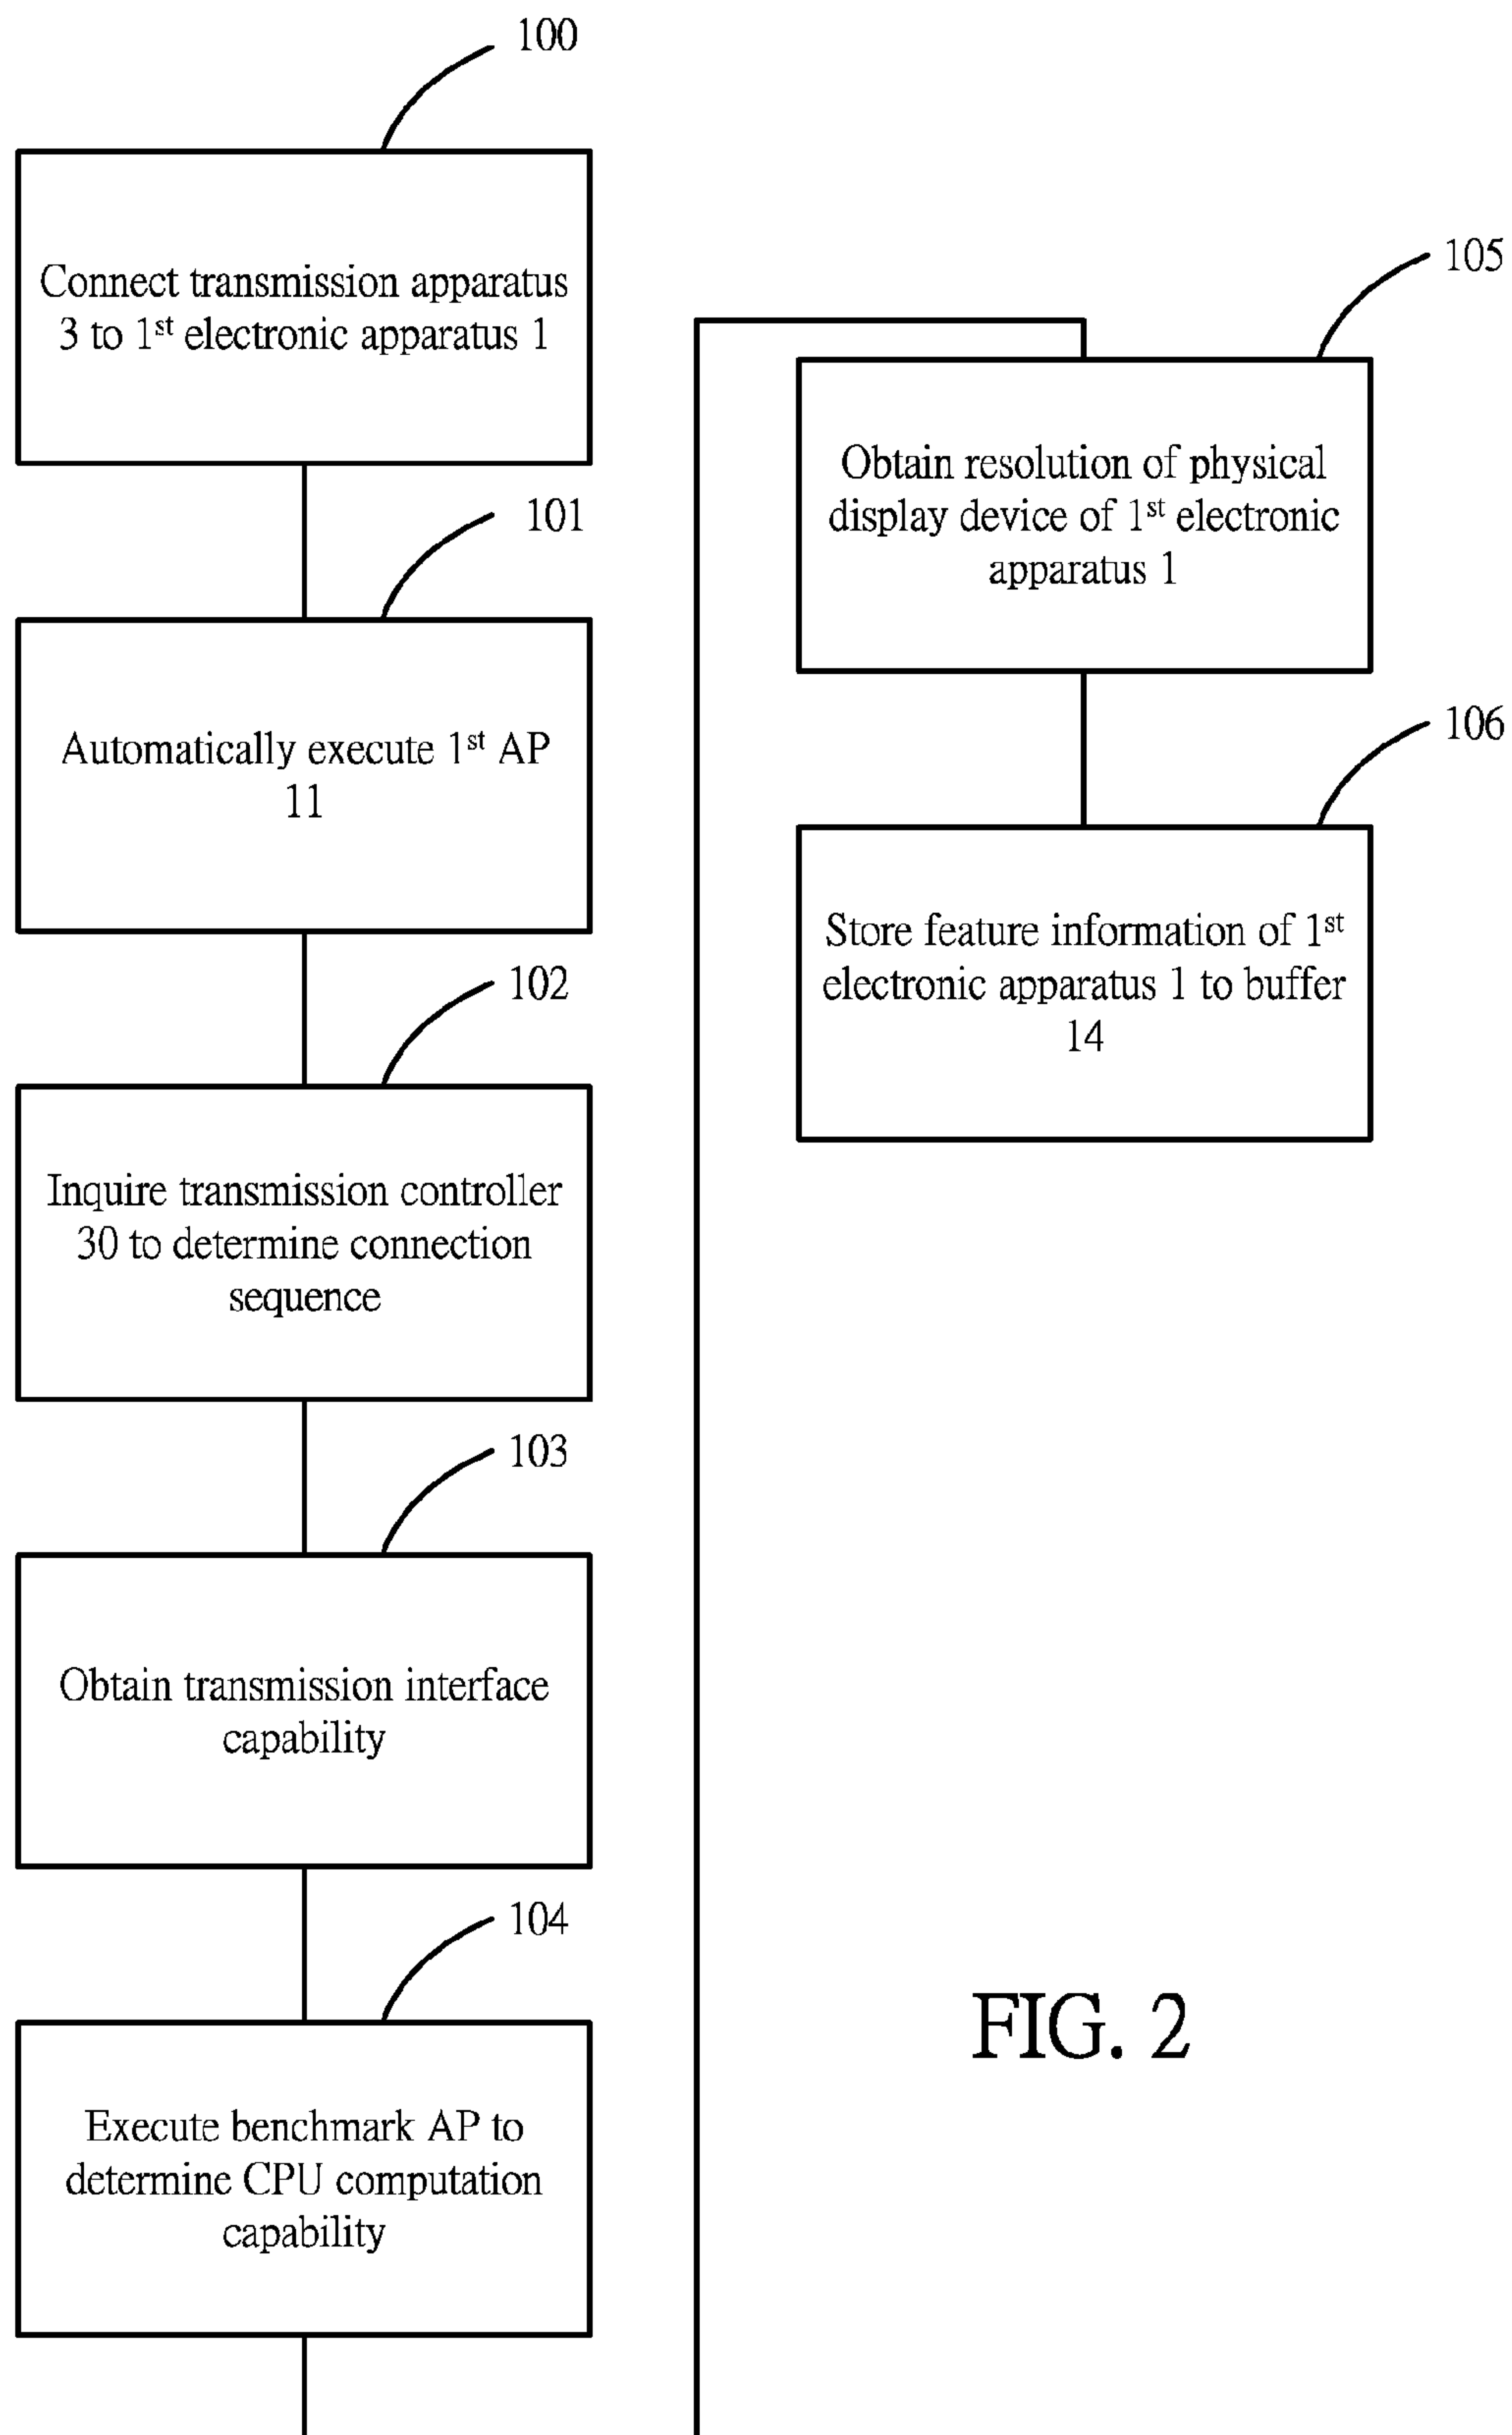 100
Connect transmission apparatus
3 to 1st electronic apparatus 1
101
Automatically execute 1st AP
11
102
Inquire transmission controller
30 to determine connection
sequence
103
Obtain transmission interface
capability
104
Execute benchmark AP to
determine CPU computation
capability
105
Obtain resolution of physical
display device of 1st electronic
apparatus 1
106
Store feature information of 1st
electronic apparatus 1 to buffer
14
FIG. 2